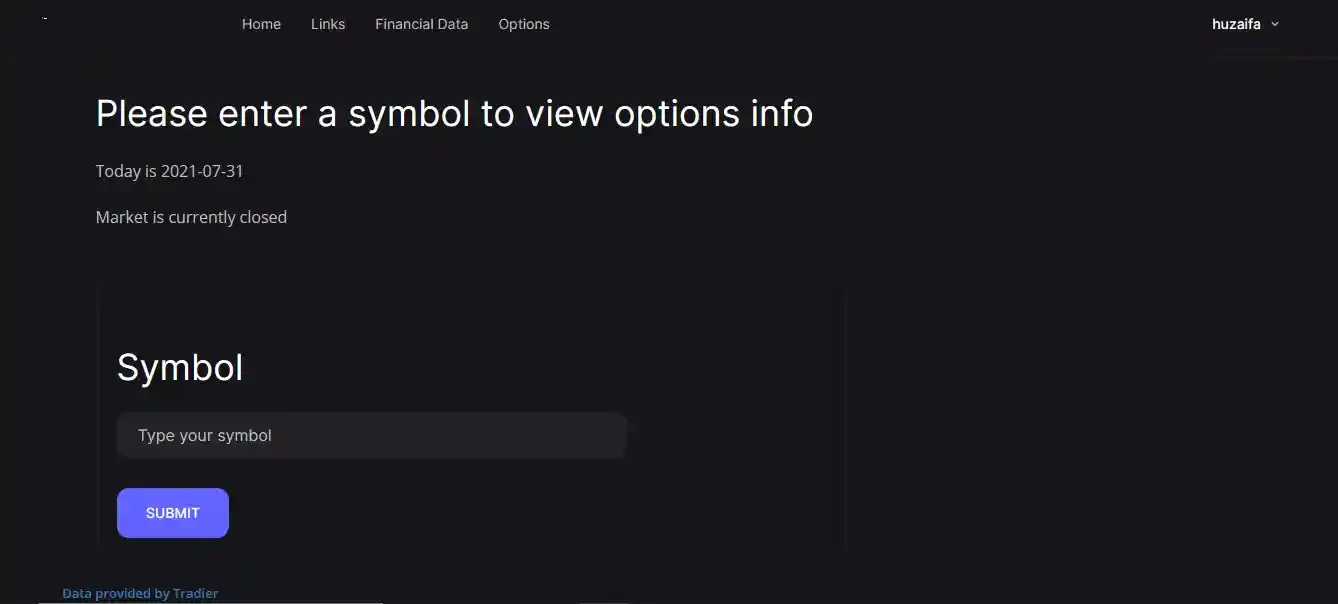 Home Links Financial Data Options huzaifa
Please enter a symbol to view options info
Today is 2021-07-31
Market is currently closed
Symbol
Type your symbol
SUBMIT
Data provided by Tradier